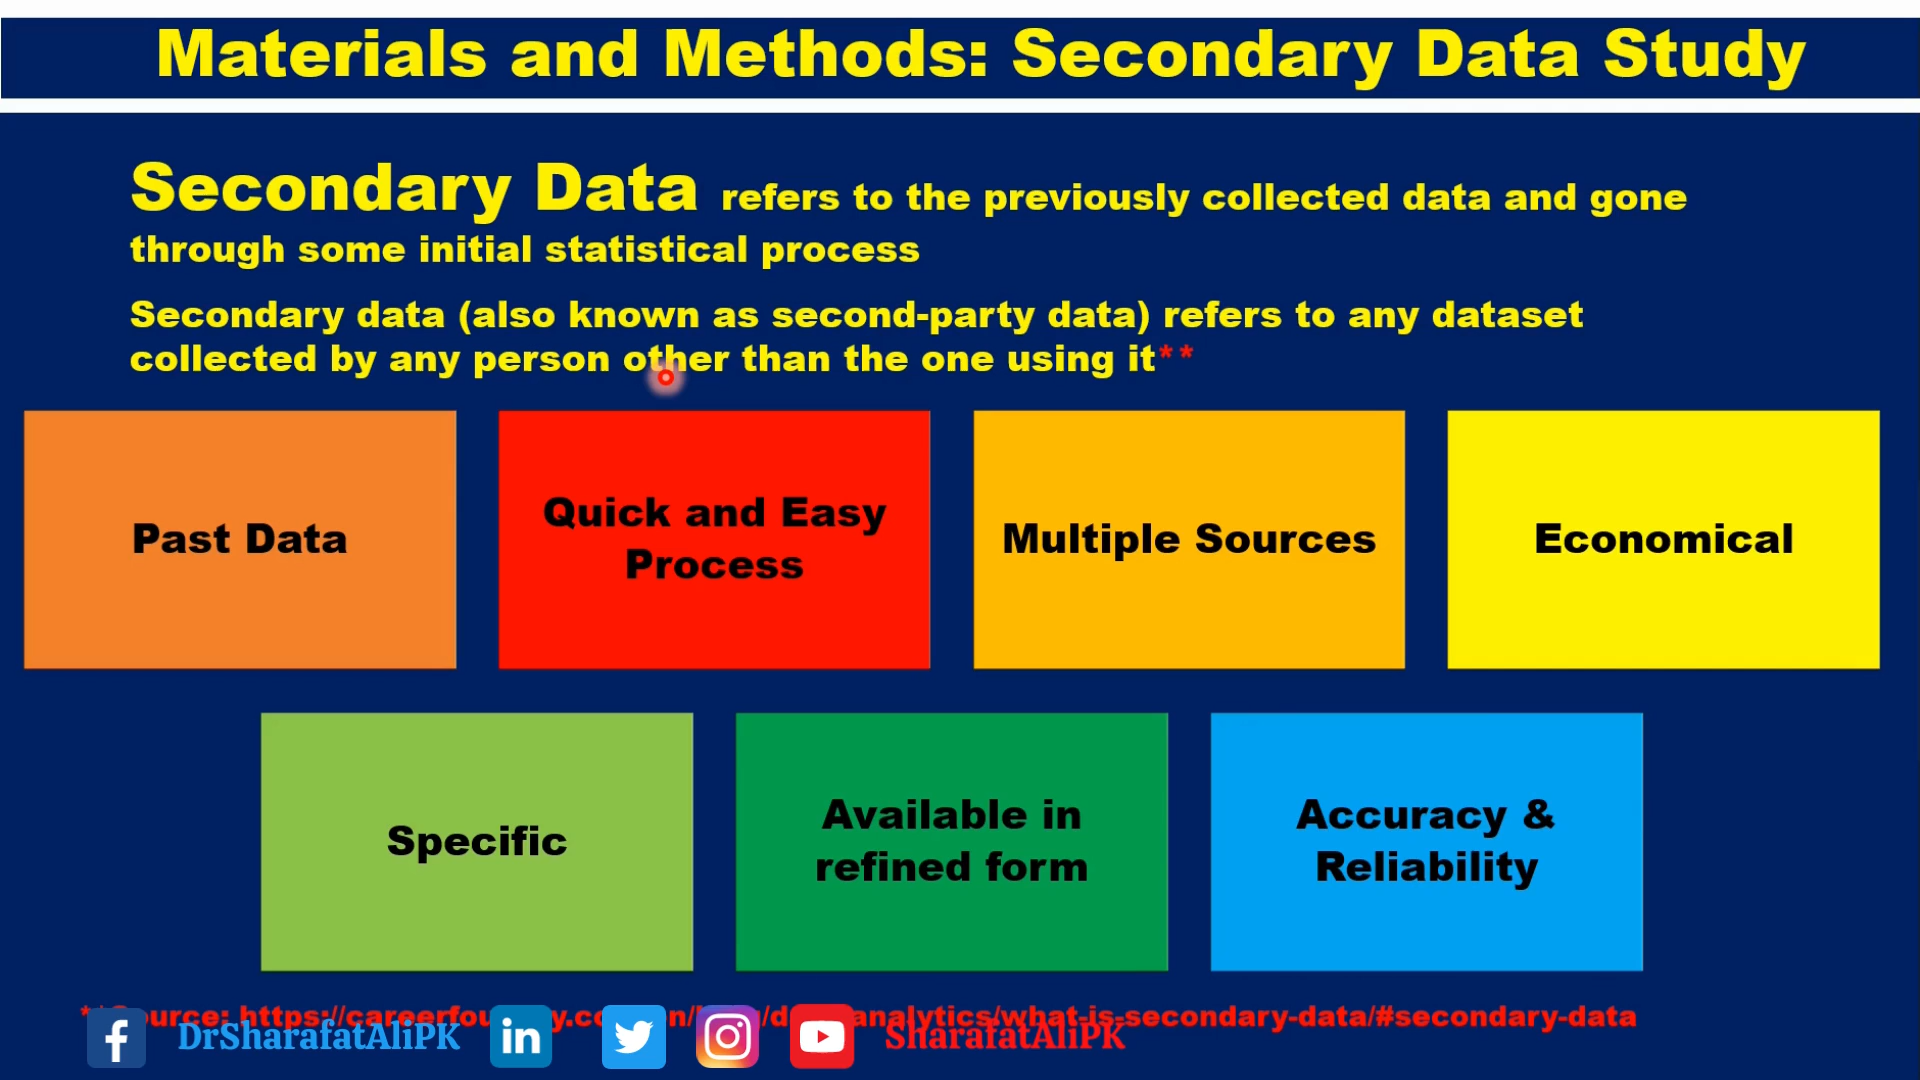 Materials and Methods: Secondary Data Study
Secondary Data refers to the previously collected data and gone
through some initial statistical process
Secondary data (also known as second-party data) refers to any dataset
collected by any person other than the one using it**
Past Data
Quick and Easy
Process
Multiple Sources
Economical
Specific
Available in
refined form
Accuracy &
Reliability
https://careerfou y.co n/ /d analytics/what-is-secondary-data/#secondary-data
DrSharafatAliPK
SharafatAliPK